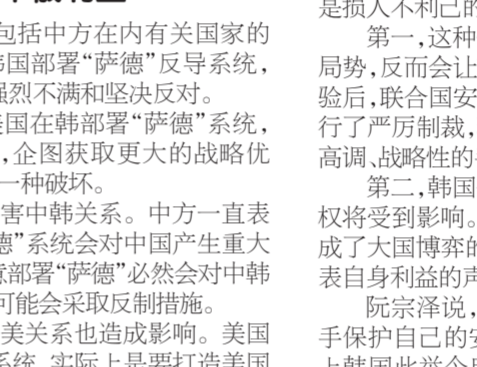 包括中方在内有关国家的
韩国部署“萨德”反导系统，
强烈不满和坚决反对。
美国在韩部署“萨德”系统，
，企图获取更大的战略优
一种破坏。
害中韩关系。中方一直表
德”系统会对中国产生重大
意部署“萨德”必然会对中韩
可能会采取反制措施。
美关系也造成影响。美国
系统，实际上是要打造美国
是损人不利己的
第一，这种
局势，反而会让
验后，联合国安
行了严厉制裁，
高调、战略性的
第二，韩国
权将受到影响。
成了大国博弈的
表自身利益的声
阮宗泽说，
手保护自己的安
上韩国此举会